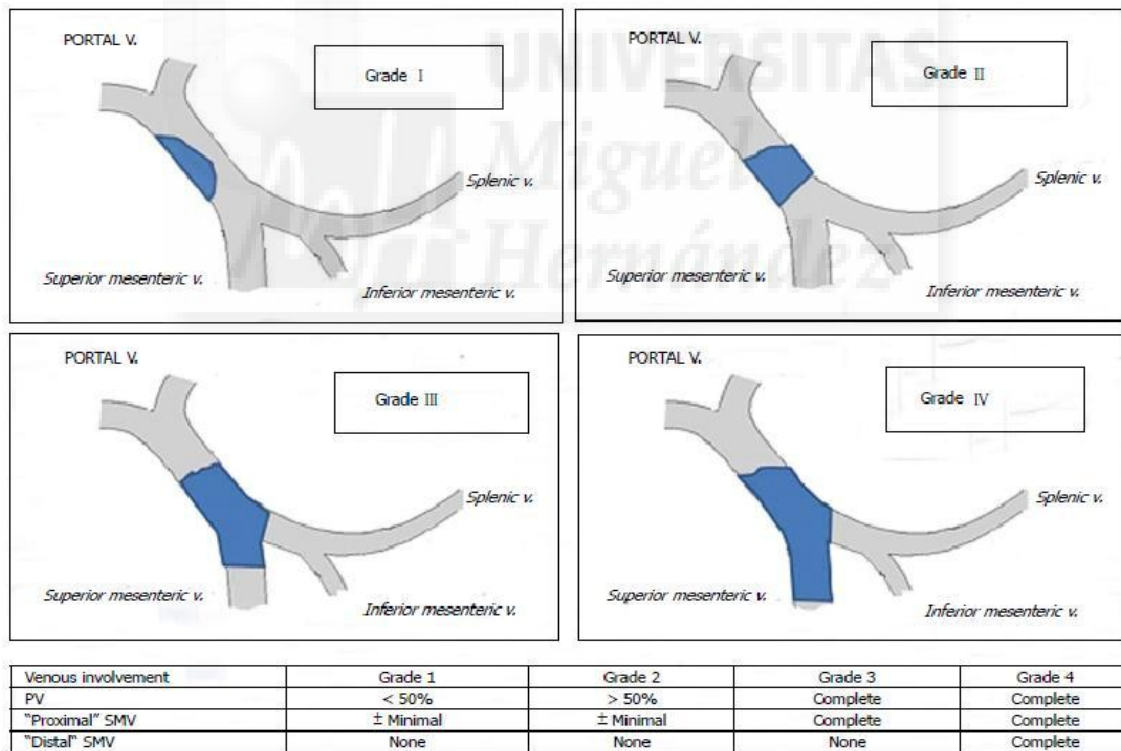 UNIVERSITAS
Miguel
Hernández
PORTAL V.
Grade I
Splenic v.
Superior mesenteric v.
Inferior mesenteric v.
PORTAL V.
Grade II
Splenic v.
Superior mesenteric v.
Inferior mesenteric v.
PORTAL V.
Grade III
Splenic v.
Superior mesenteric v.
Inferior mesenteric v.
PORTAL V.
Grade IV
Splenic v.
Superior mesenteric v.
Inferior mesenteric v.
Venous involvement Grade 1 Grade 2 Grade 3 Grade 4
PV < 50% > 50% Complete Complete
"Proximal" SMV ± Minimal ± Minimal Complete Complete
"Distal" SMV None None None Complete